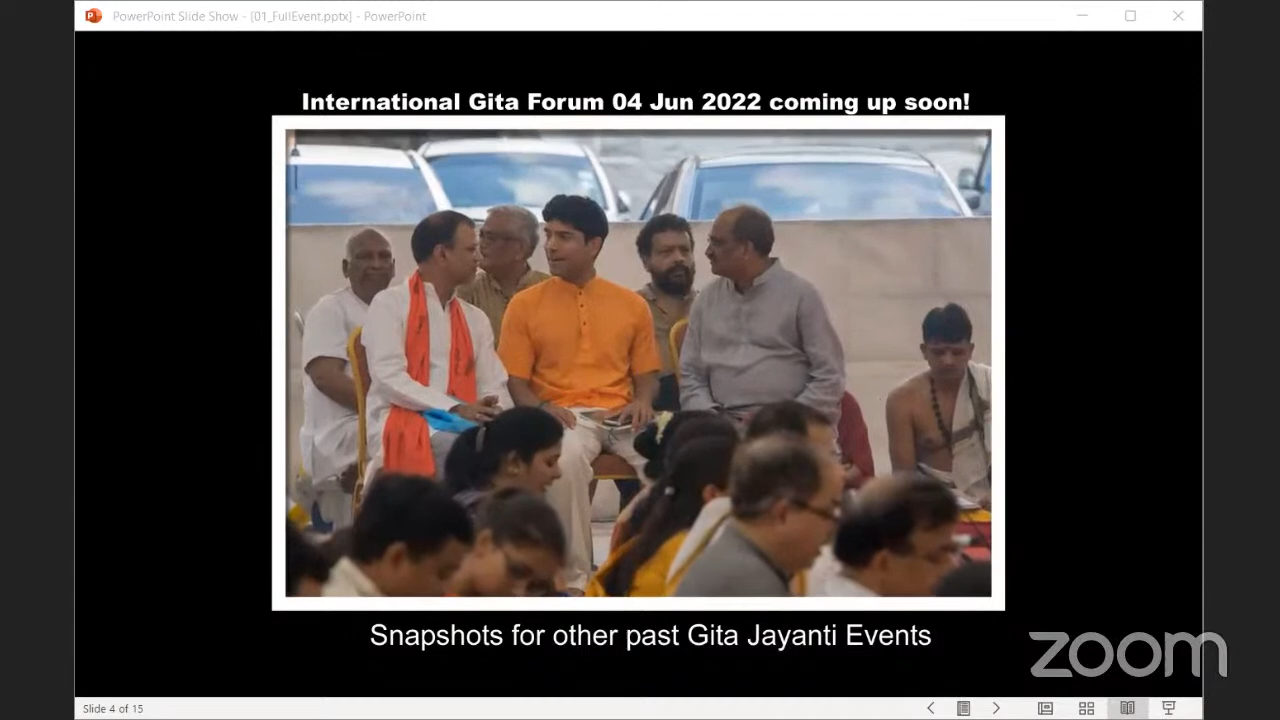 PowerPoint Slide Show - [01_FullEvent.pptx] - PowerPoint
International Gita Forum 04 Jun 2022 coming up soon!
Snapshots for other past Gita Jayanti Events
zoom
Slide 4 of 15